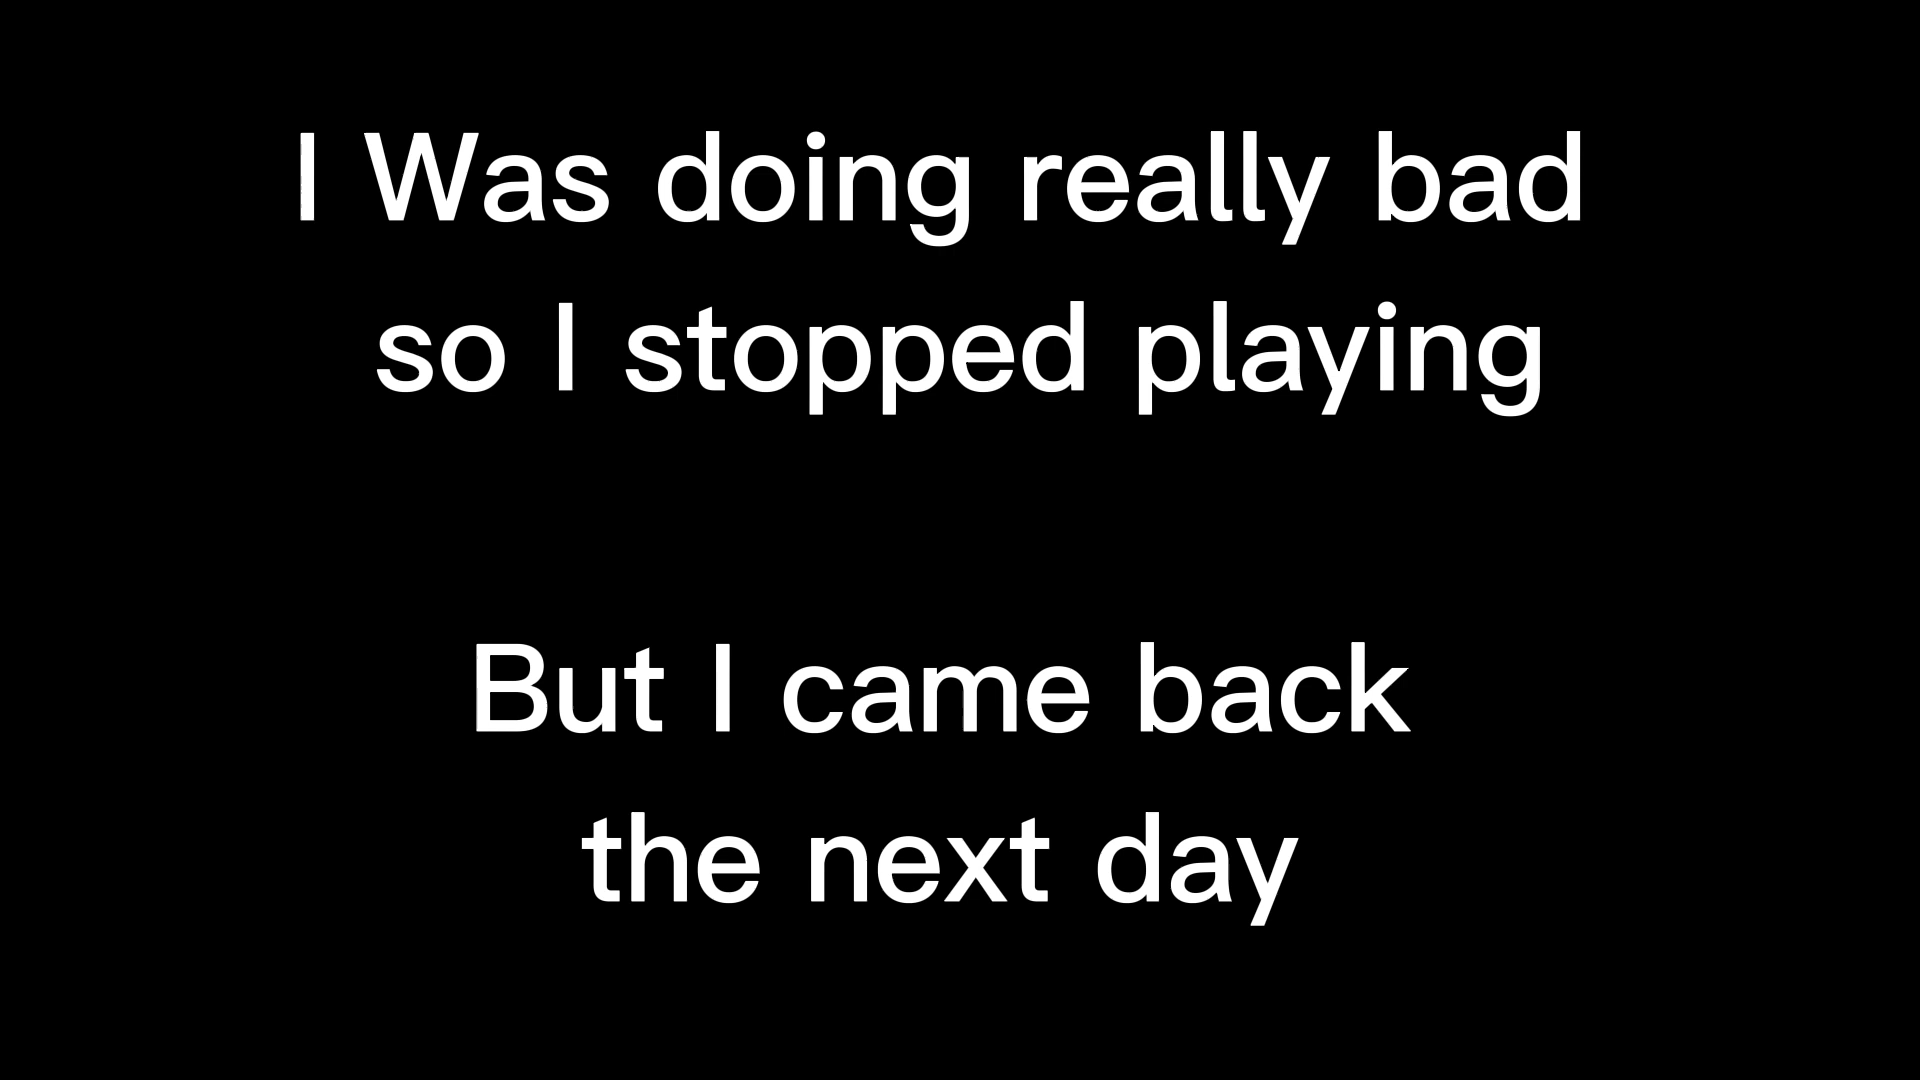 I Was doing really bad
so I stopped playing
But I came back
the next day